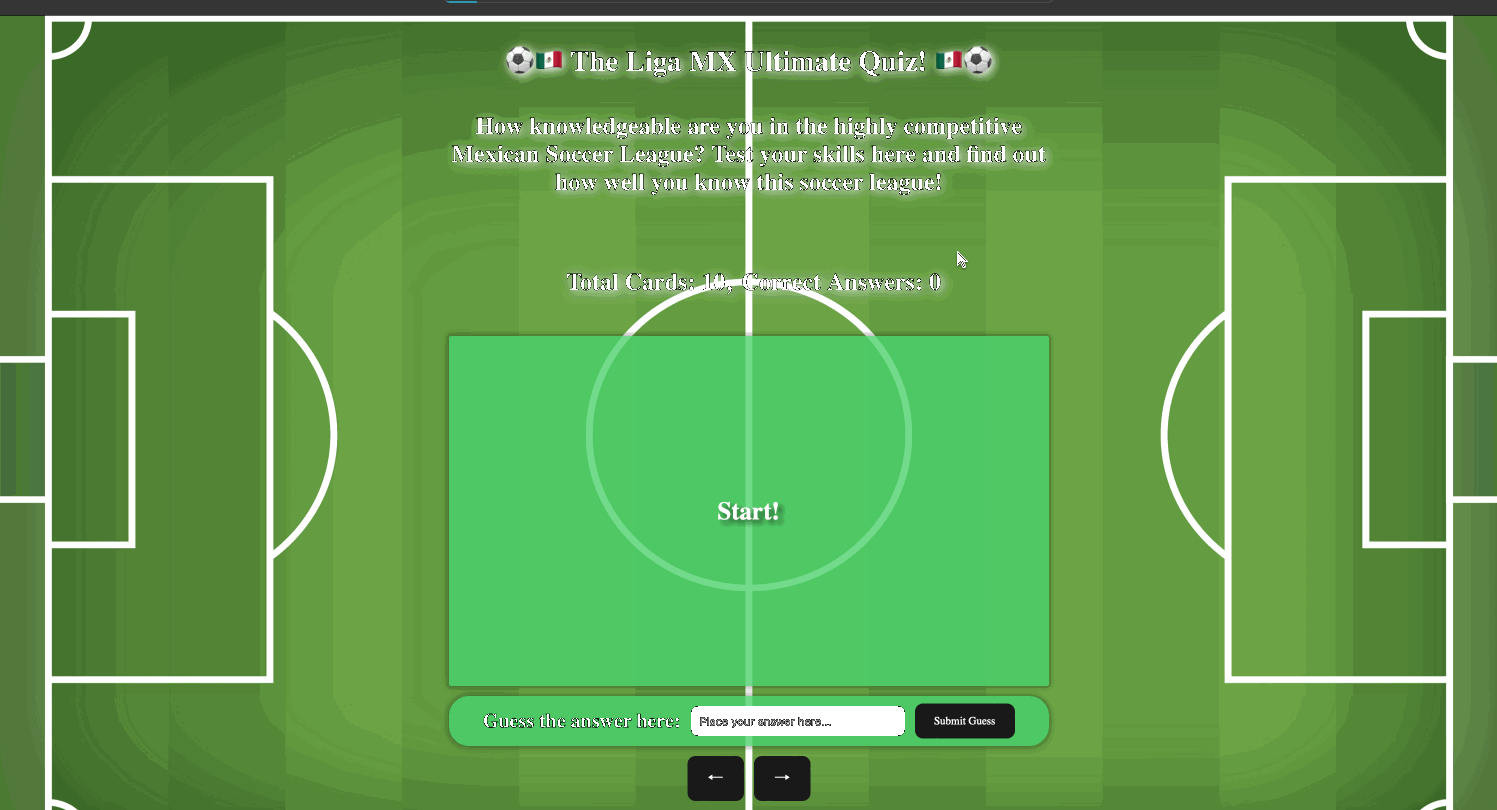 ⚽🇲🇽 The Liga MX Ultimate Quiz! 🇲🇽⚽
How knowledgeable are you in the highly competitive
Mexican Soccer League? Test your skills here and find out
how well you know this soccer league!
Total Cards: 10, Correct Answers: 0
Start!
Guess the answer here: Place your answer here... Submit Guess
← →